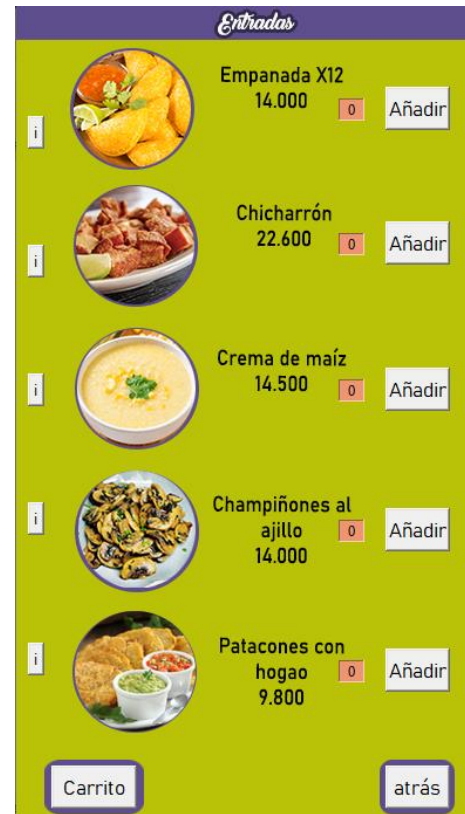 Entradas
Empanada X12
14.000
0
Añadir
i
Chicharrón
22.600
0
Añadir
i
Crema de maíz
14.500
0
Añadir
i
Champiñones al
ajillo
0
Añadir
14.000
i
Patacones con
hogao
0
Añadir
9.800
i
Carrito
atrás